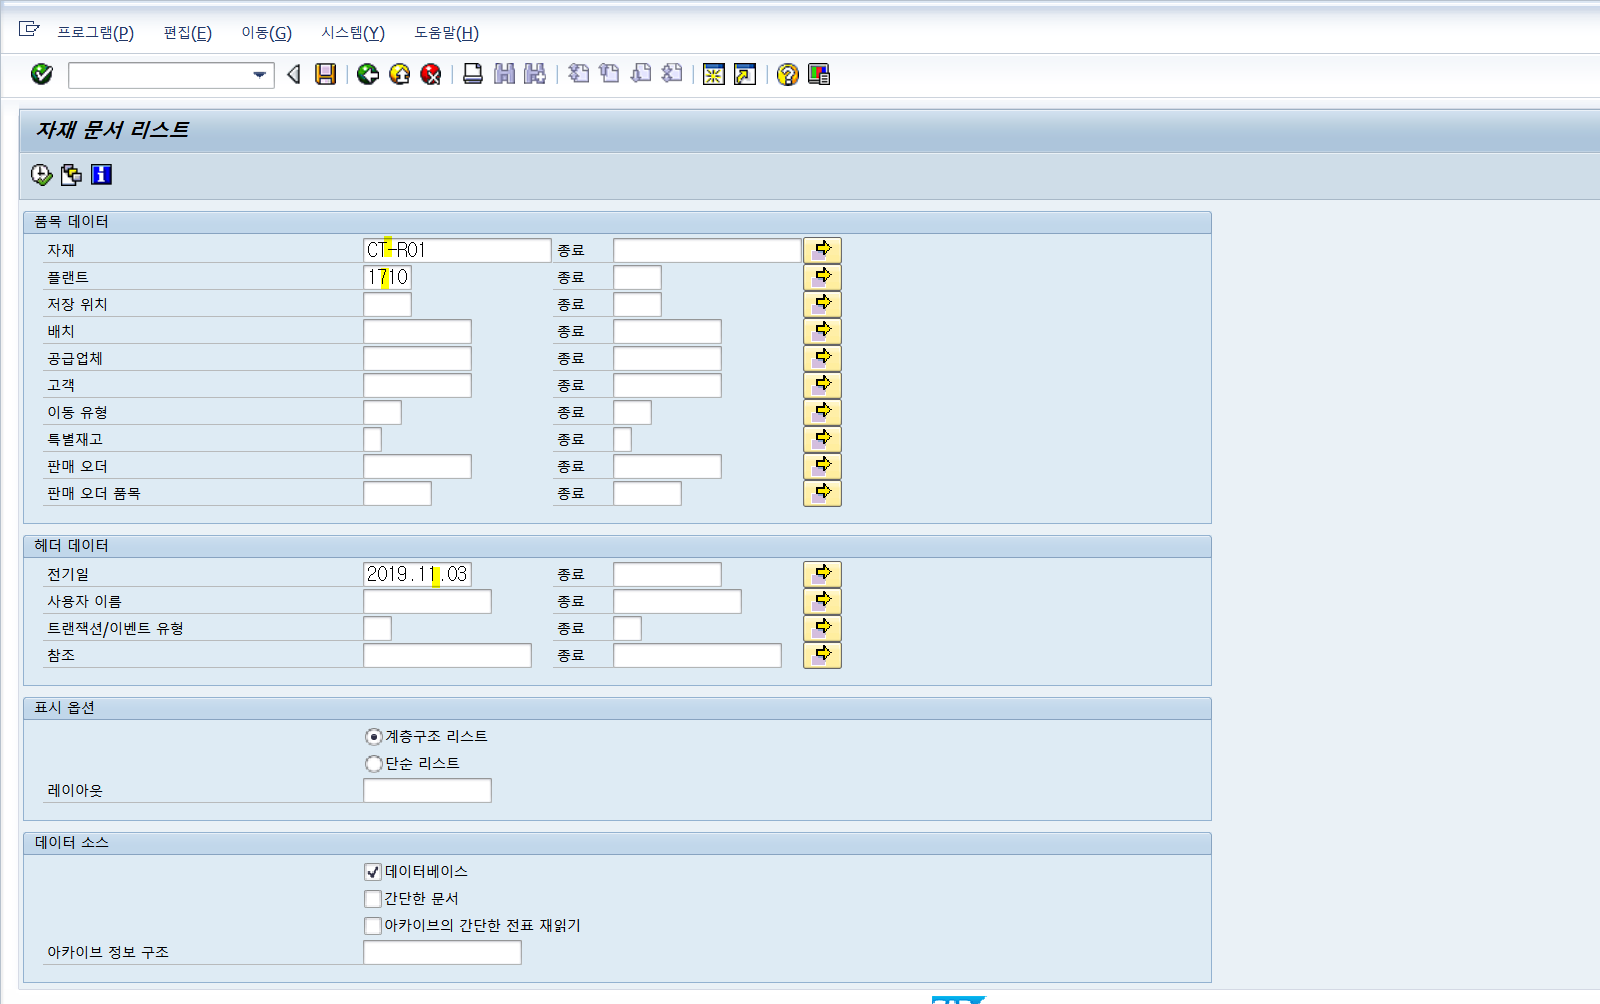 프로그램(P) 편집(E) 이동(G) 시스템(Y) 도움말(H)
자재 문서 리스트
품목 데이터
자재 CT-R01 종료
플랜트 1710 종료
저장 위치 종료
배치 종료
공급업체 종료
고객 종료
이동 유형 종료
특별재고 종료
판매 오더 종료
판매 오더 품목 종료
헤더 데이터
전기일 2019.11.03 종료
사용자 이름 종료
트랜잭션/이벤트 유형 종료
참조 종료
표시 옵션
계층구조 리스트
단순 리스트
레이아웃
데이터 소스
데이터베이스
간단한 문서
아카이브의 간단한 전표 재읽기
아카이브 정보 구조